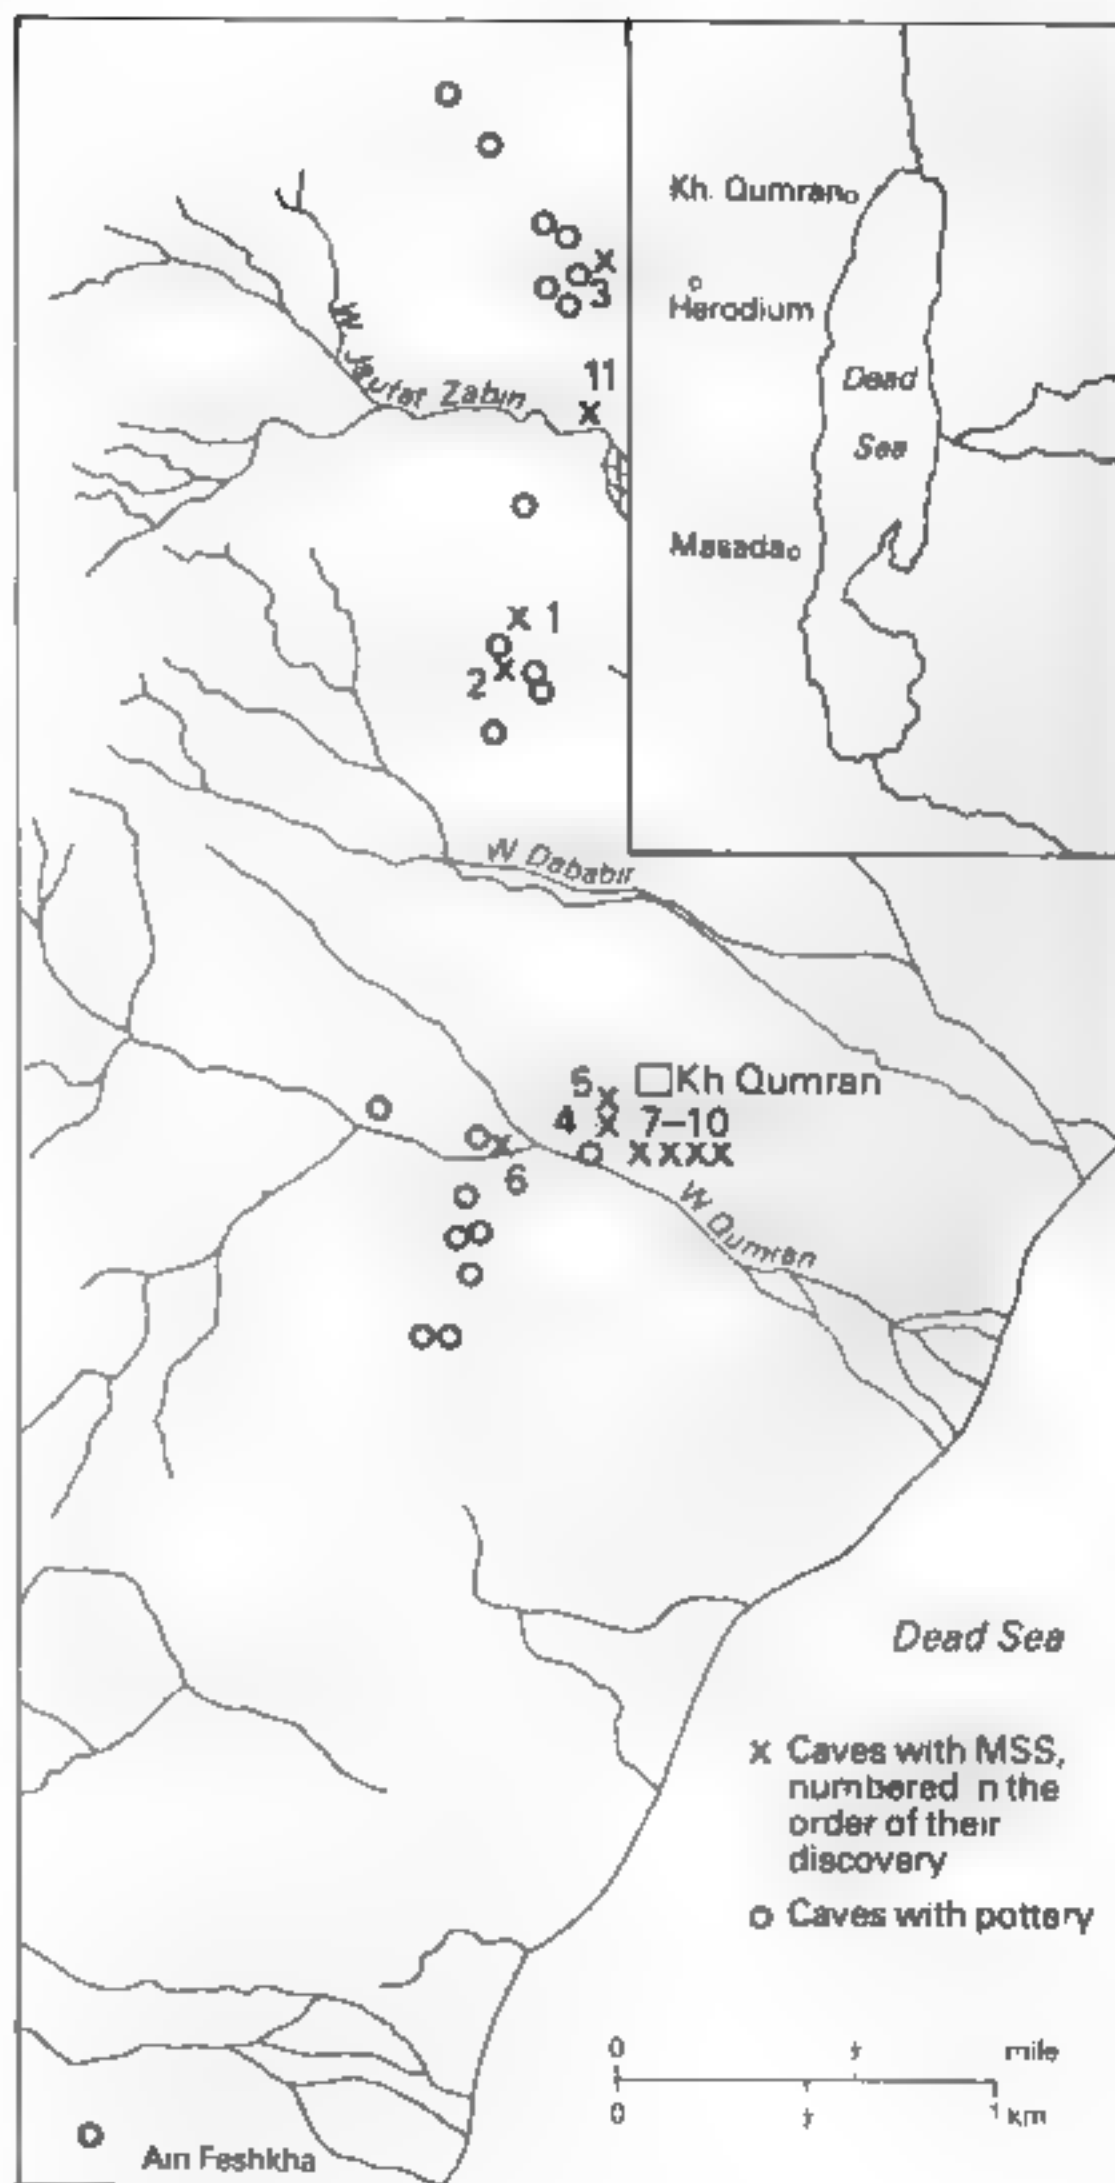 Kh. Qumran
3
Herodium
W. Jaufat Zabin
11
Dead
Sea
Masada
1
2
W Dababir
5
Kh Qumran
4
7–10
6
W Qumran
Dead Sea
x Caves with MSS,
numbered n the
order of their
discovery
o Caves with pottery
0
mile
0
1
km
Ain Feshkha